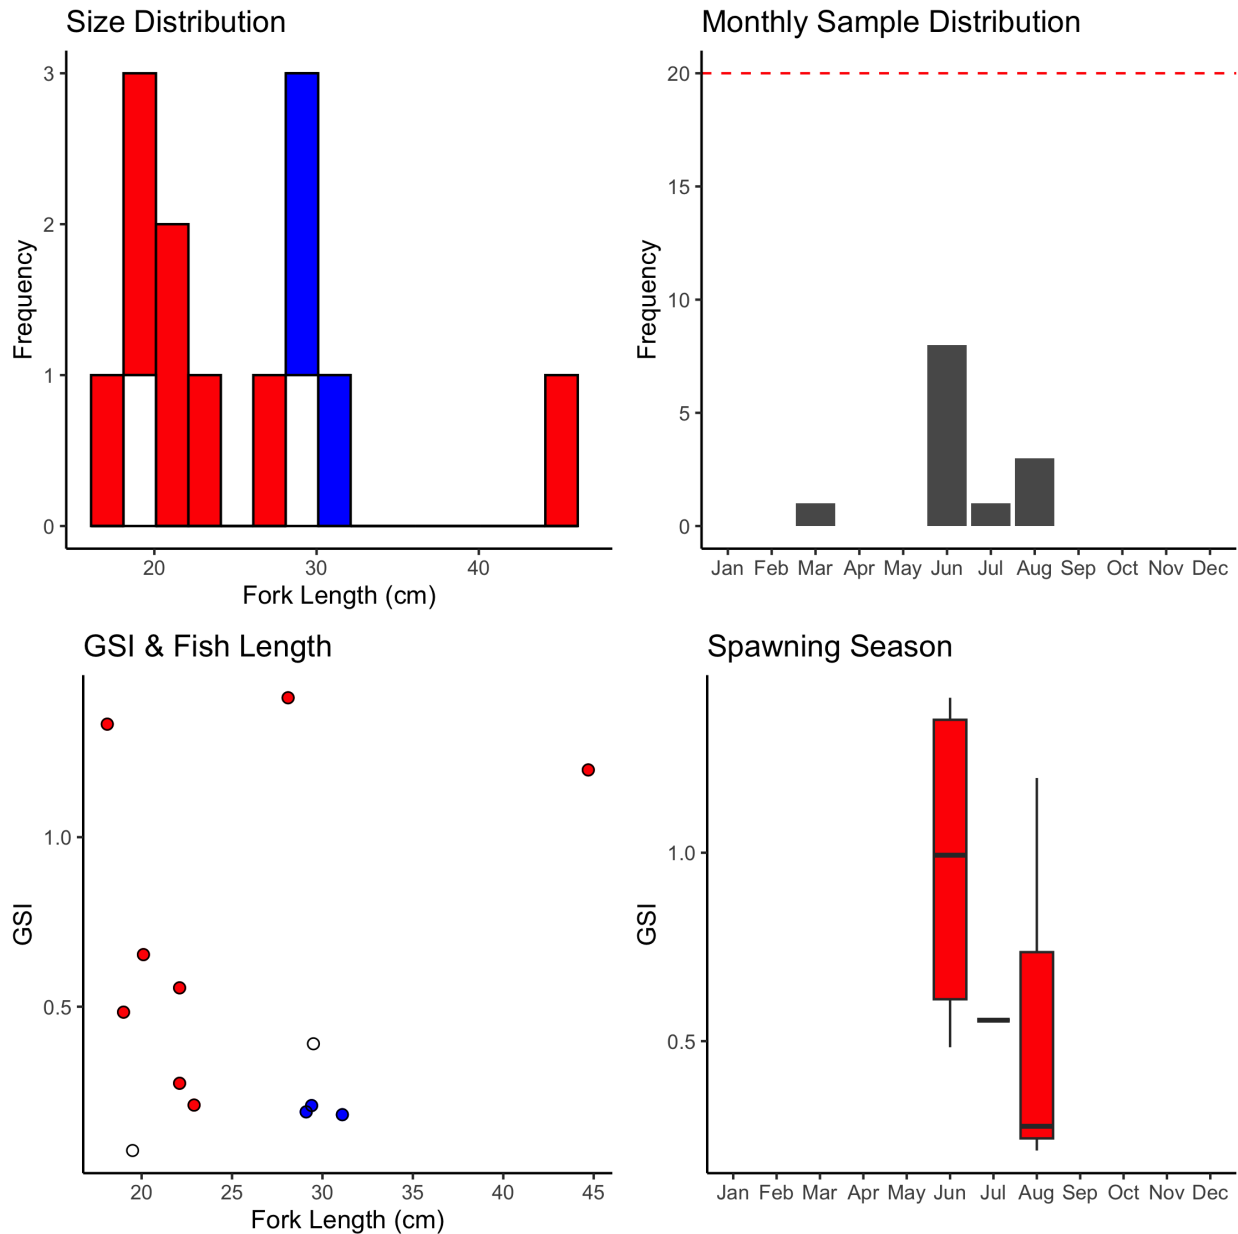 Size Distribution
Frequency
3
2
1
0
20 30 40
Fork Length (cm)
Monthly Sample Distribution
Frequency
20
15
10
5
0
Jan Feb Mar Apr May Jun Jul Aug Sep Oct Nov Dec
GSI & Fish Length
GSI
1.0
0.5
20 25 30 35 40 45
Fork Length (cm)
Spawning Season
GSI
1.0
0.5
Jan Feb Mar Apr May Jun Jul Aug Sep Oct Nov Dec